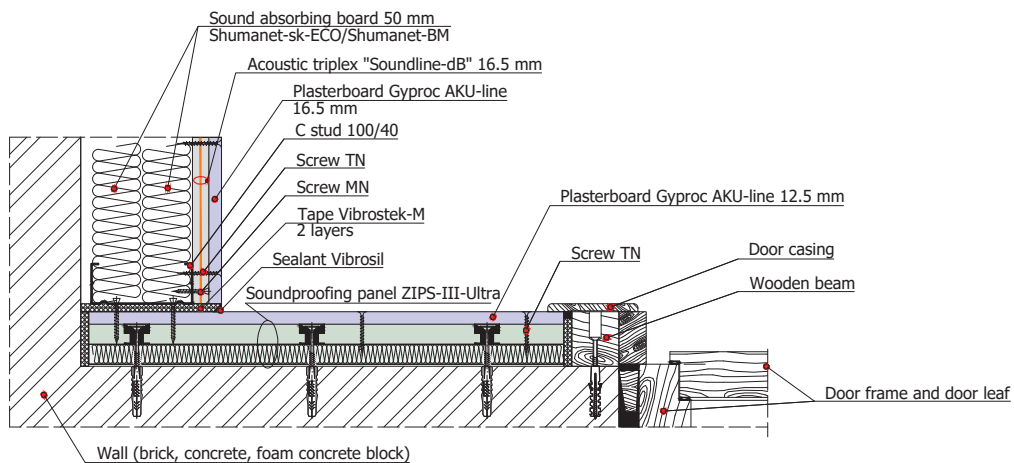 Sound absorbing board 50 mm
Shumanet-sk-ECO/Shumanet-BM
Acoustic triplex "Soundline-dB" 16.5 mm
Plasterboard Gyproc AKU-line
16.5 mm
C stud 100/40
Screw TN
Screw MN
Tape Vibrostek-M
2 layers
Sealant Vibrosil
Soundproofing panel ZIPS-III-Ultra
Plasterboard Gyproc AKU-line 12.5 mm
Screw TN
Door casing
Wooden beam
Door frame and door leaf
Wall (brick, concrete, foam concrete block)